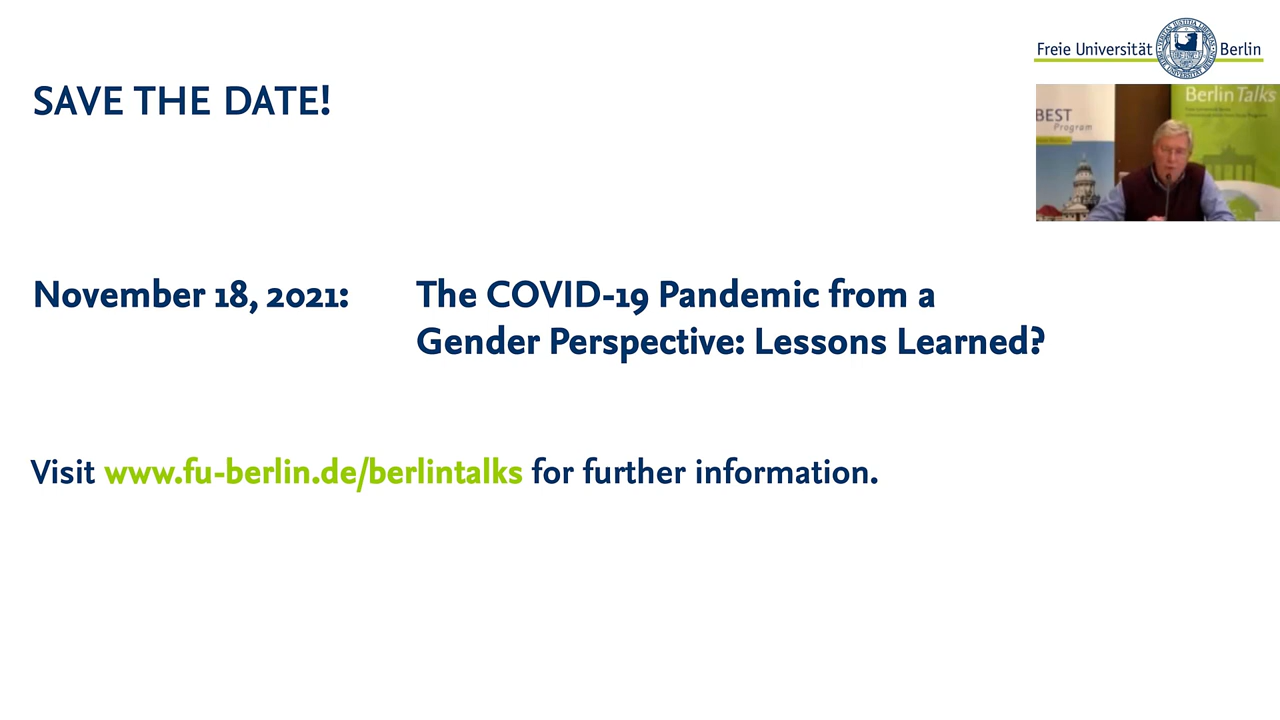 Freie Universität Berlin
SAVE THE DATE!
BEST
Program
Berlin Talks
November 18, 2021: The COVID-19 Pandemic from a
Gender Perspective: Lessons Learned?
Visit www.fu-berlin.de/berlintalks for further information.